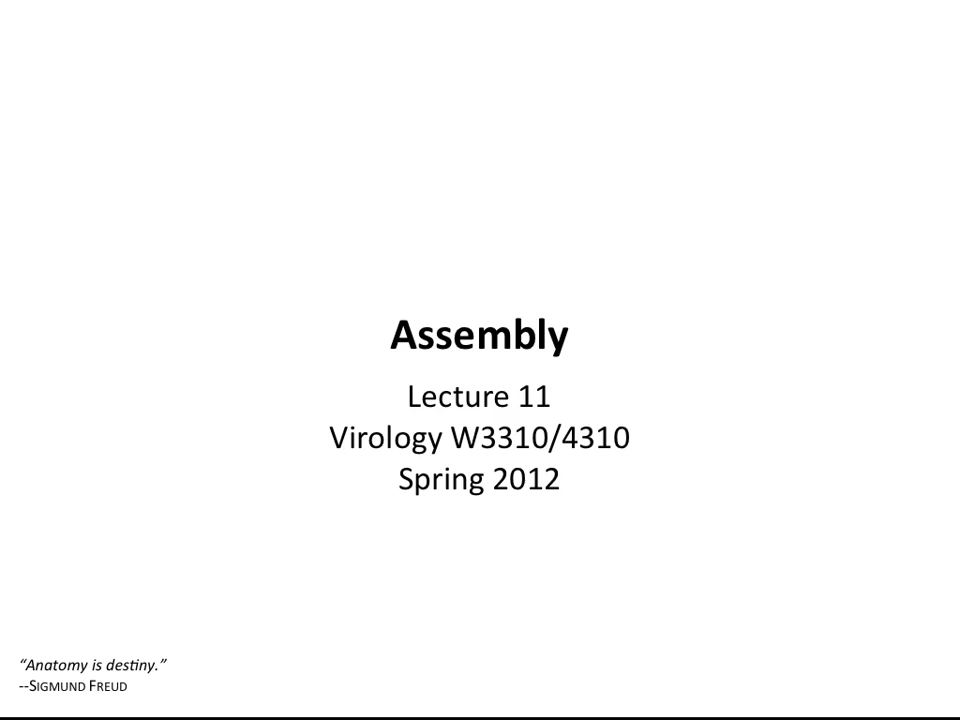 Assembly
Lecture 11
Virology W3310/4310
Spring 2012
“Anatomy is destiny.”
--SIGMUND FREUD